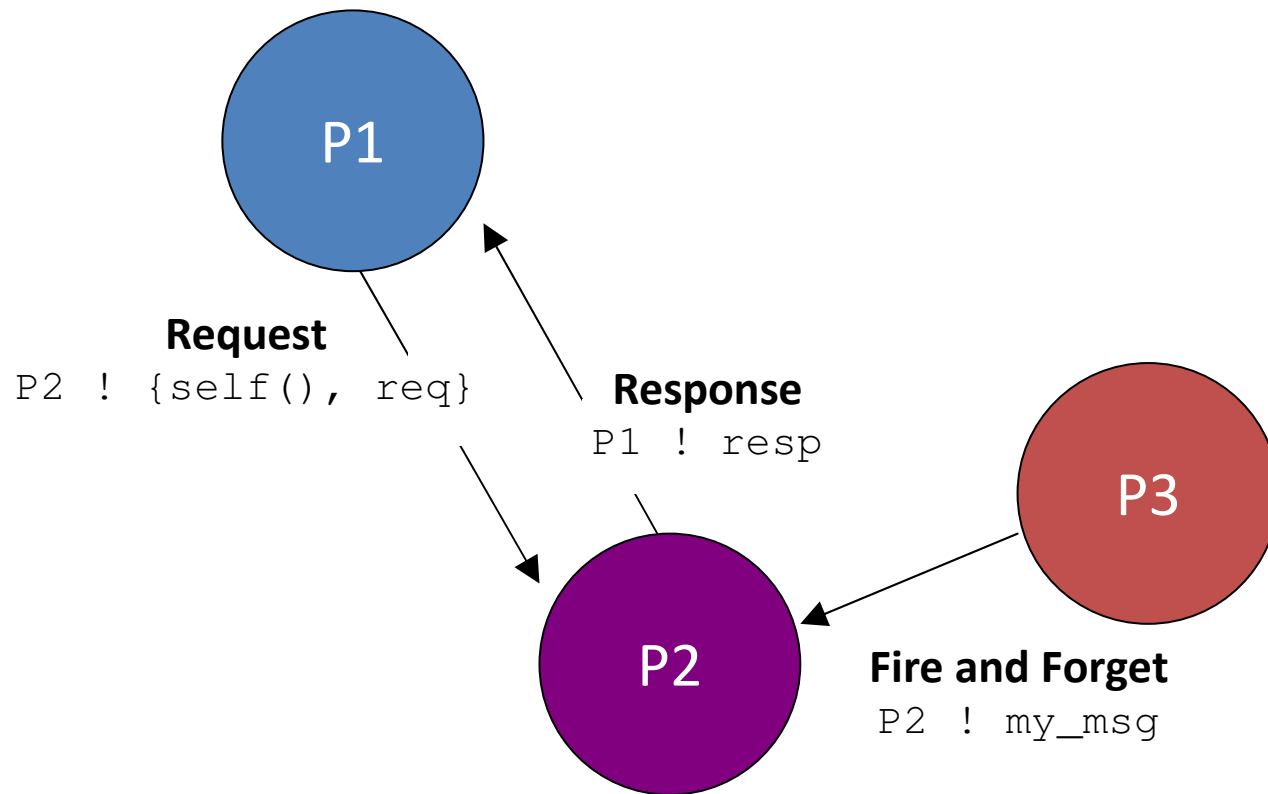 P1
Request
P2 ! {self(), req}
Response
P1 ! resp
P3
P2
Fire and Forget
P2 ! my_msg